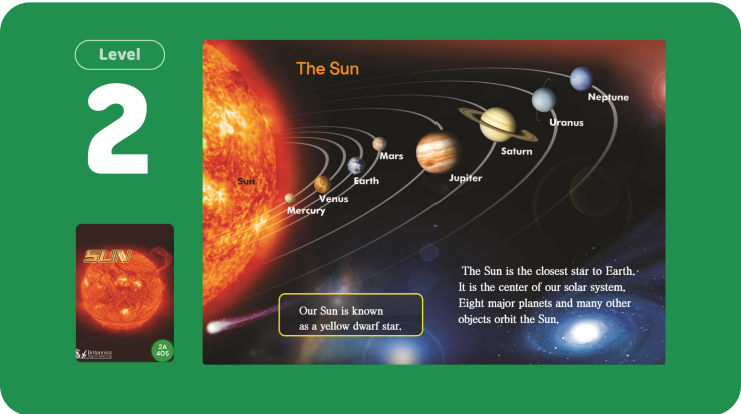 Level
2
SUN
Britannica
2A
405
The Sun
Sun
Mercury
Venus
Earth
Mars
Jupiter
Saturn
Uranus
Neptune
Our Sun is known
as a yellow dwarf star.
The Sun is the closest star to Earth.
It is the center of our solar system.
Eight major planets and many other
objects orbit the Sun.